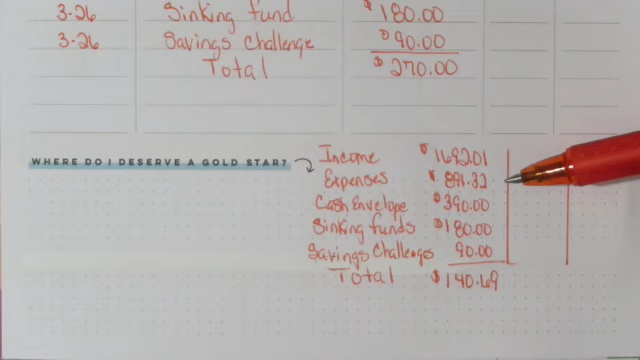 3-26 Sinking fund $180.00
3-26 Savings Challenge $90.00
Total $270.00
WHERE DO I DESERVE A GOLD STAR?
Income $1692.01
Expenses $891.32
Cash Envelope $390.00
Sinking funds $180.00
Savings Challenges 90.00
Total $140.69